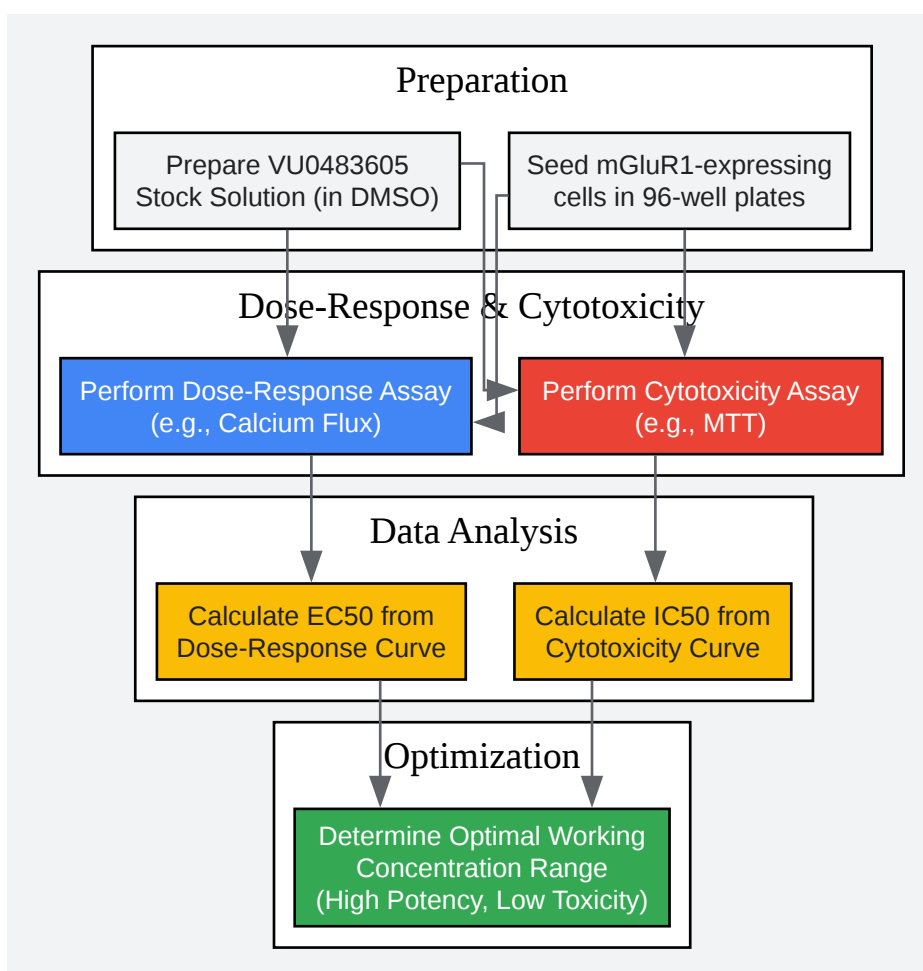 Preparation
Prepare VU0483605
Stock Solution (in DMSO)
Seed mGluR1-expressing
cells in 96-well plates
Dose-Response & Cytotoxicity
Perform Dose-Response Assay
(e.g., Calcium Flux)
Perform Cytotoxicity Assay
(e.g., MTT)
Data Analysis
Calculate EC50 from
Dose-Response Curve
Calculate IC50 from
Cytotoxicity Curve
Optimization
Determine Optimal Working
Concentration Range
(High Potency, Low Toxicity)